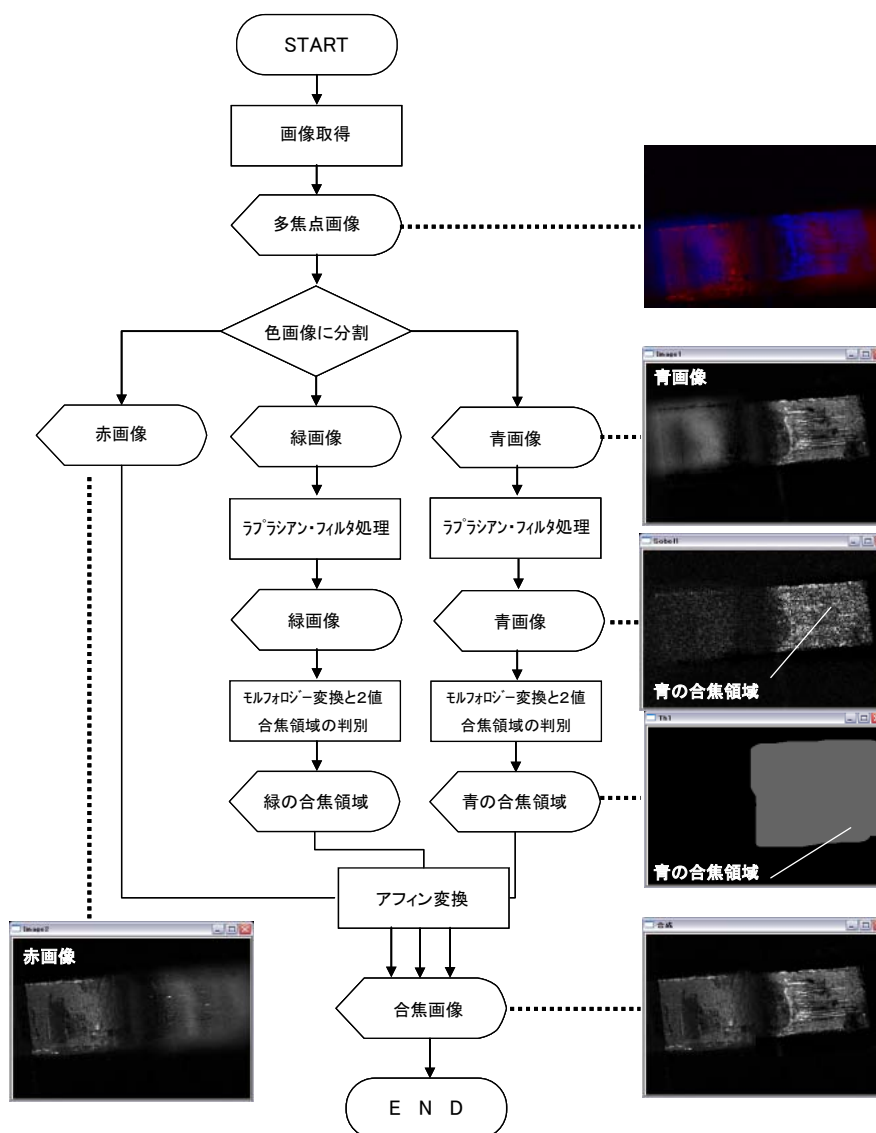 START
画像取得
多焦点画像
色画像に分割
Image1
青画像
赤画像
緑画像
青画像
ラプラシアン・フィルタ処理
ラプラシアン・フィルタ処理
Sobel1
青の合焦領域
緑画像
青画像
モルフォロジー変換と2値
合焦領域の判別
モルフォロジー変換と2値
合焦領域の判別
Th1
青の合焦領域
緑の合焦領域
青の合焦領域
アフィン変換
Image2
赤画像
合成
合焦画像
E N D